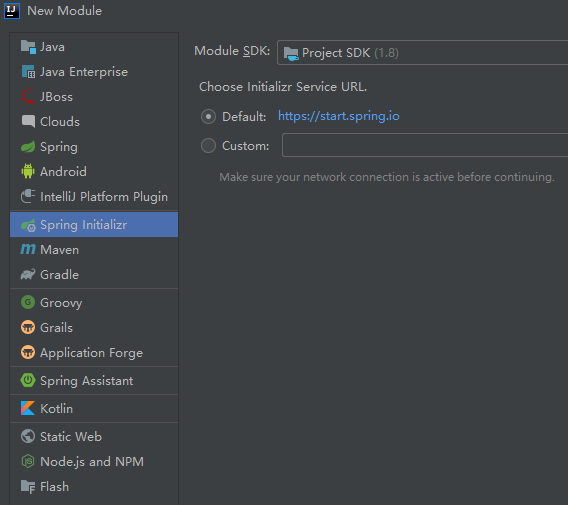 IJ New Module
Java
Java Enterprise
JBoss
Clouds
Spring
Android
IntelliJ Platform Plugin
Spring Initializr
Maven
Gradle
Groovy
Grails
Application Forge
Spring Assistant
Kotlin
Static Web
Node.js and NPM
Flash
Module SDK: Project SDK (1.8)
Choose Initializr Service URL.
Default: https://start.spring.io
Custom:
Make sure your network connection is active before continuing.